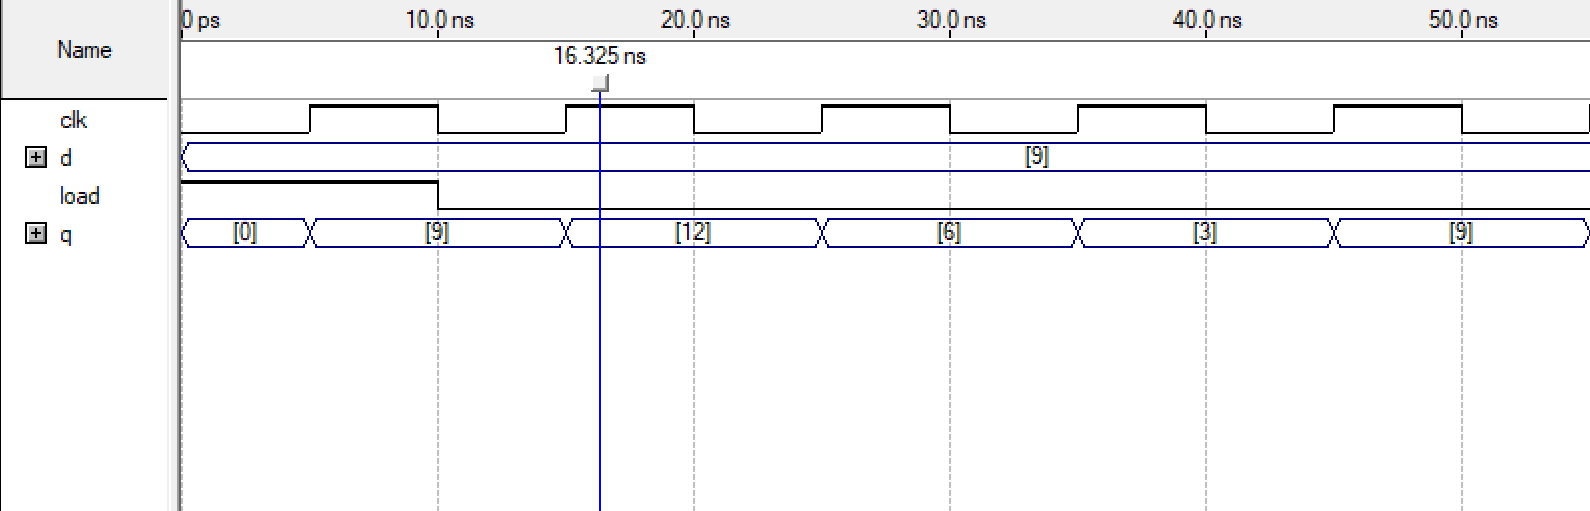 0 ps 10.0 ns 20.0 ns 30.0 ns 40.0 ns 50.0 ns
Name
16.325 ns
clk
d [9]
load
q [0] [9] [12] [6] [3] [9]